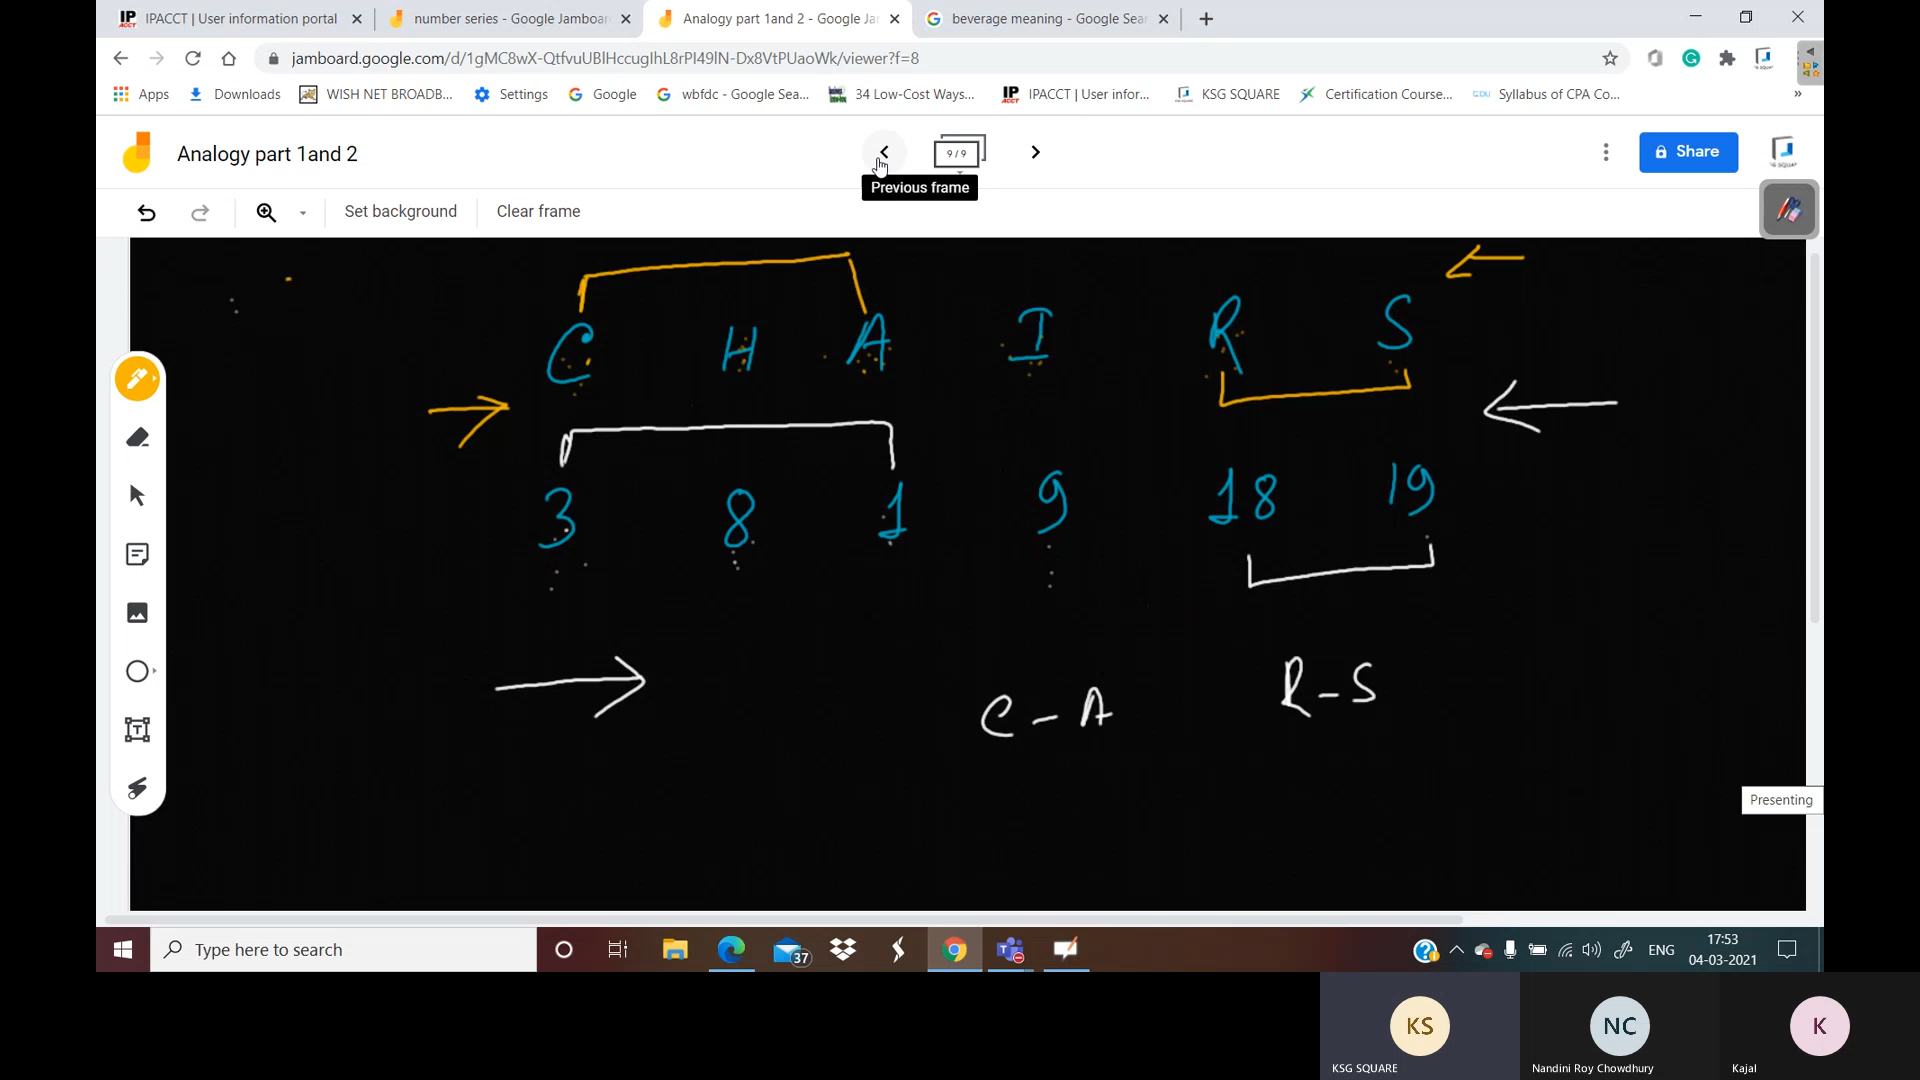 IPACCT | User information portal
number series - Google Jamboar
Analogy part 1and 2 - Google Ja
beverage meaning - Google Sea
jamboard.google.com/d/1gMC8wX-QtfvuUBlHccugIhL8rPI49lN-Dx8VtPUaoWk/viewer?f=8
Apps Downloads WISH NET BROADB... Settings Google wbfdc - Google Sea... 34 Low-Cost Ways... IPACCT | User infor... KSG SQUARE Certification Course... Syllabus of CPA Co... »
Analogy part 1and 2
9 / 9
Share
Previous frame
Set background Clear frame
C H A I R S
3 8 1 9 18 19
C - A R - S
Presenting
Type here to search
37
ENG
17:53
04-03-2021
KS NC K
KSG SQUARE Nandini Roy Chowdhury Kajal